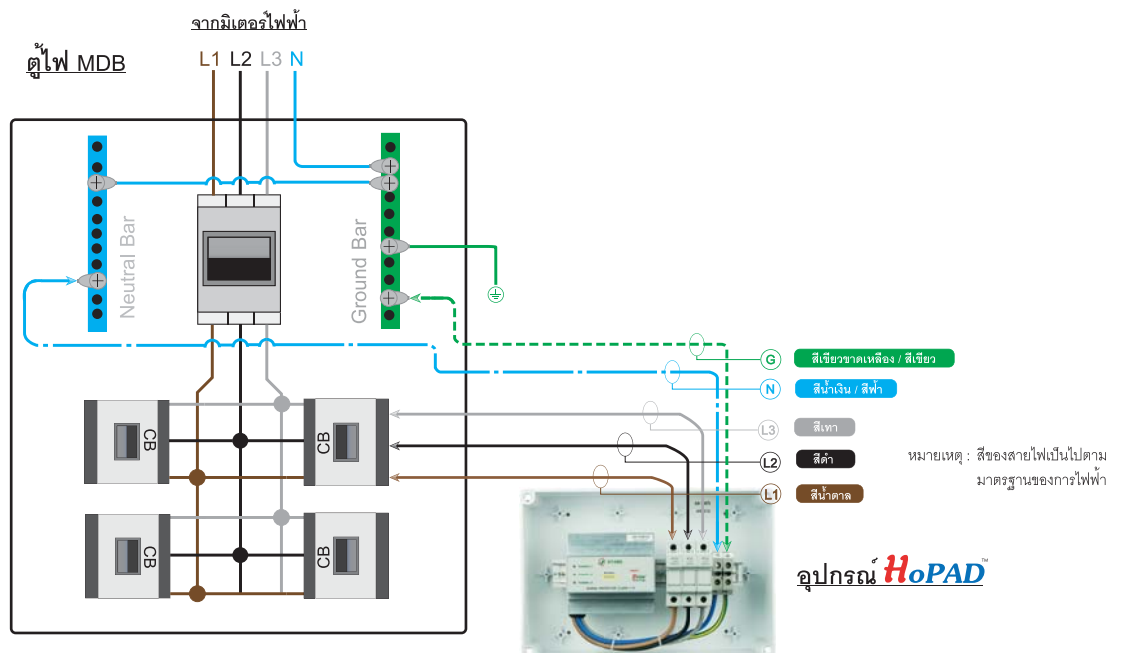 จากมิเตอร์ไฟฟ้า
ตู้ไฟ MDB
L1 L2 L3 N
Neutral Bar
Ground Bar
G สีเขียวขาดเหลือง / สีเขียว
N สีน้ำเงิน / สีฟ้า
L3 สีเทา
L2 สีดำ
L1 สีน้ำตาล
หมายเหตุ : สีของสายไฟเป็นไปตาม
มาตรฐานของการไฟฟ้า
CB
CB
CB
CB
อุปกรณ์ HoPAD™